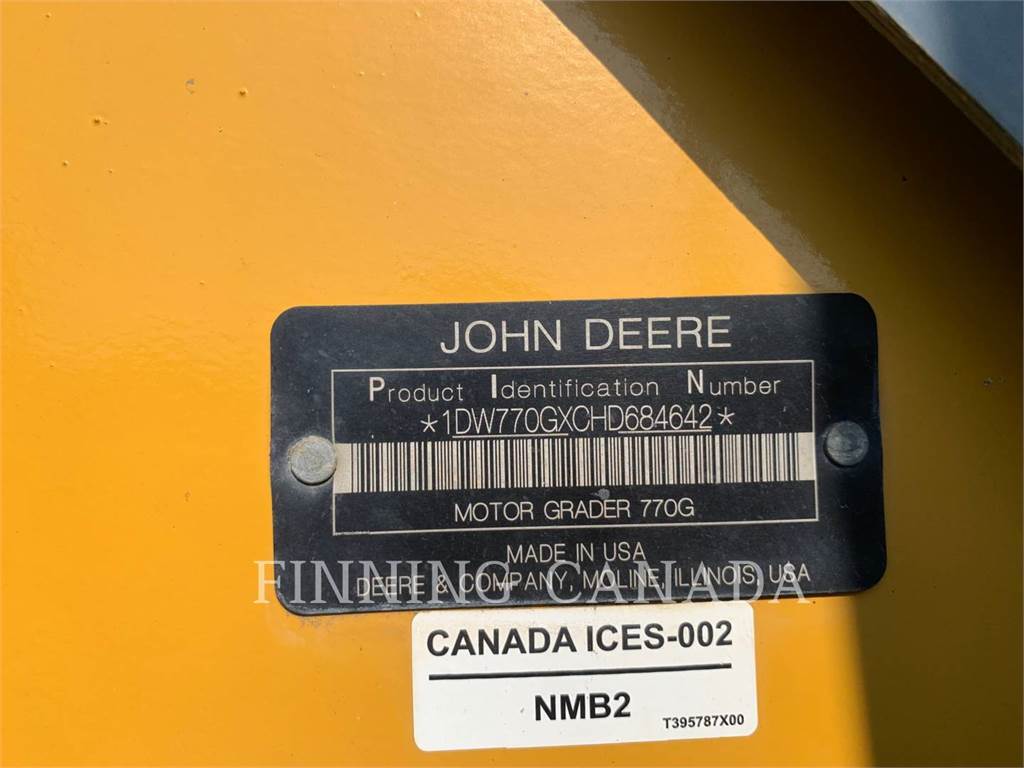 JOHN DEERE
Product Identification Number
*1DW770GXCHD684642*
MOTOR GRADER 770G
MADE IN USA
DEERE & COMPANY, MOLINE, ILLINOIS, USA
FINNING CANADA
CANADA ICES-002
NMB2
T395787X00